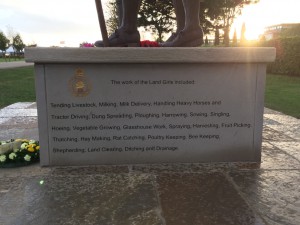 The work of the Land Girls included:
Tending Livestock, Milking, Milk Delivery, Handling Heavy Horses and
Tractor Driving, Dung Spreading, Ploughing, Harrowing, Sowing, Singling,
Hoeing, Vegetable Growing, Glasshouse Work, Spraying, Harvesting, Fruit Picking
Thatching, Hay Making, Rat Catching, Poultry Keeping, Bee Keeping,
Shepherding, Land Clearing, Ditching and Drainage.